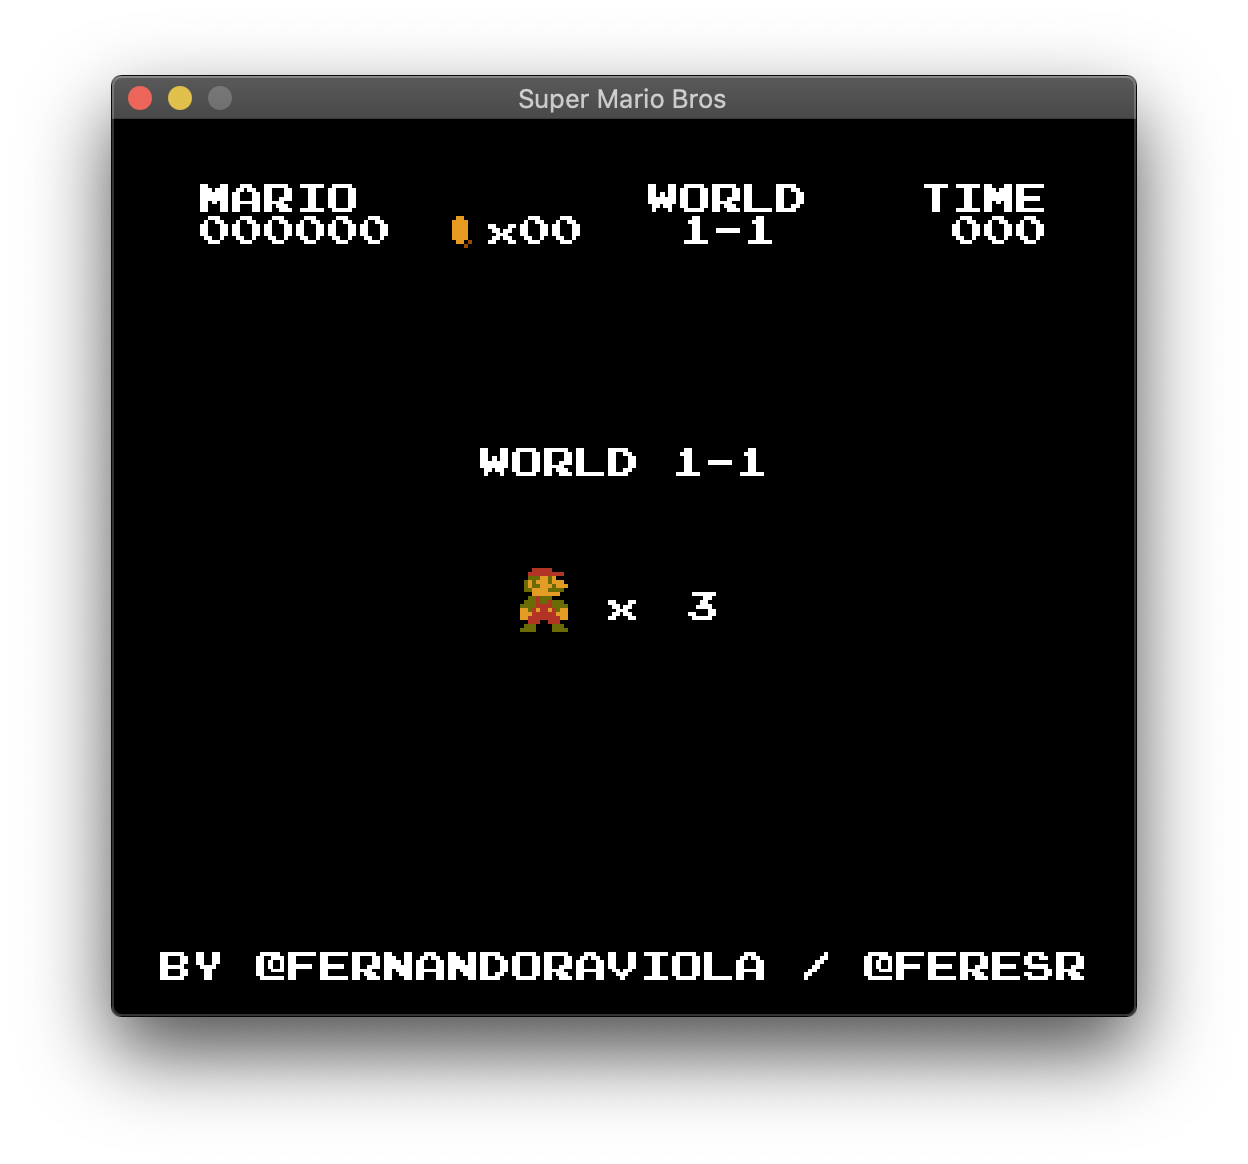 Super Mario Bros
MARIO WORLD TIME
000000 x00 1-1 000
WORLD 1-1
x 3
BY @FERNANDORAVIOLA / @FERESR